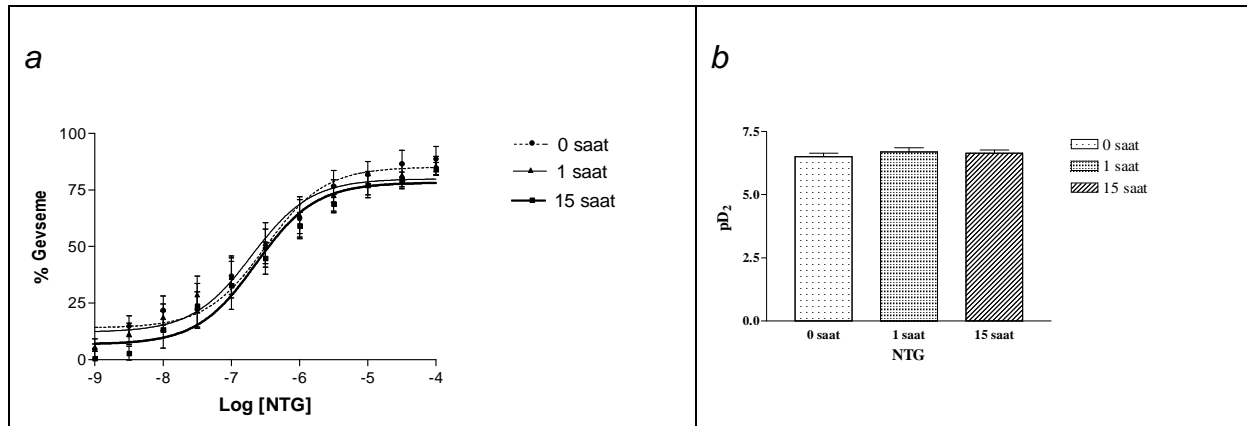 a
100
75
50
25
0
% Gevseme
-9 -8 -7 -6 -5 -4
Log [NTG]
0 saat
1 saat
15 saat
b
7.5
5.0
2.5
0.0
pD2
0 saat 1 saat 15 saat
NTG
0 saat
1 saat
15 saat